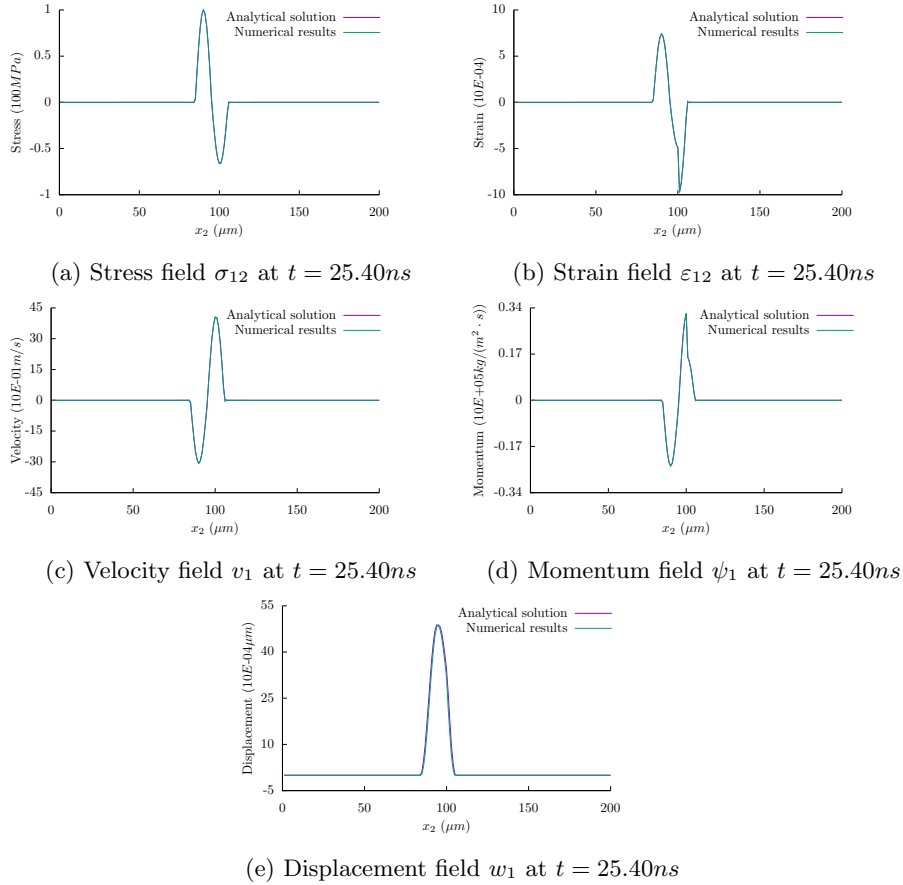 Analytical solution
Numerical results
Stress (100MPa)
1
0.5
0
-0.5
-1
0 50 100 150 200
x₂ (μm)
(a) Stress field σ₁₂ at t = 25.40ns
Analytical solution
Numerical results
Strain (10E-04)
10
5
0
-5
-10
0 50 100 150 200
x₂ (μm)
(b) Strain field ε₁₂ at t = 25.40ns
Analytical solution
Numerical results
Velocity (10E-01m/s)
45
30
15
0
-15
-30
-45
0 50 100 150 200
x₂ (μm)
(c) Velocity field v₁ at t = 25.40ns
Analytical solution
Numerical results
Momentum (10E+05kg/(m² · s))
0.34
0.17
0
-0.17
-0.34
0 50 100 150 200
x₂ (μm)
(d) Momentum field ψ₁ at t = 25.40ns
Analytical solution
Numerical results
Displacement (10E-04μm)
55
40
25
10
-5
0 50 100 150 200
x₂ (μm)
(e) Displacement field w₁ at t = 25.40ns